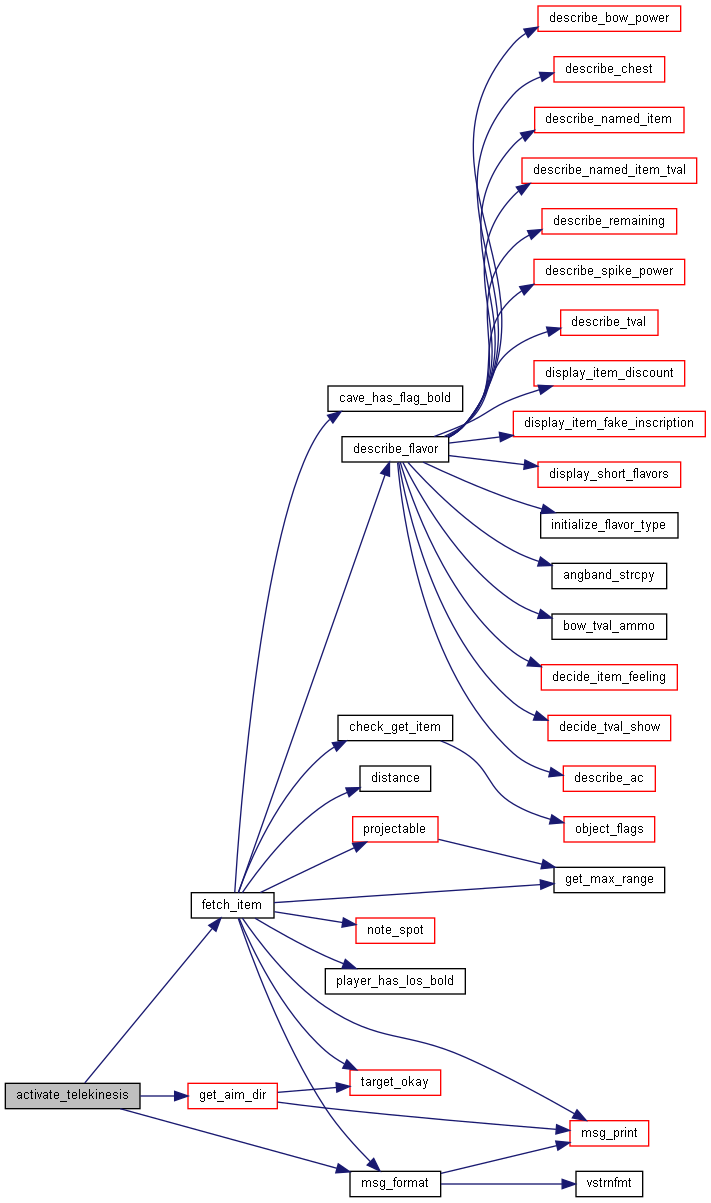 describe_bow_power
describe_chest
describe_named_item
describe_named_item_tval
describe_remaining
describe_spike_power
describe_tval
display_item_discount
cave_has_flag_bold
display_item_fake_inscription
describe_flavor
display_short_flavors
initialize_flavor_type
angband_strcpy
bow_tval_ammo
decide_item_feeling
check_get_item
decide_tval_show
distance
describe_ac
projectable
object_flags
get_max_range
fetch_item
note_spot
player_has_los_bold
target_okay
activate_telekinesis
get_aim_dir
msg_print
msg_format
vstrnfmt